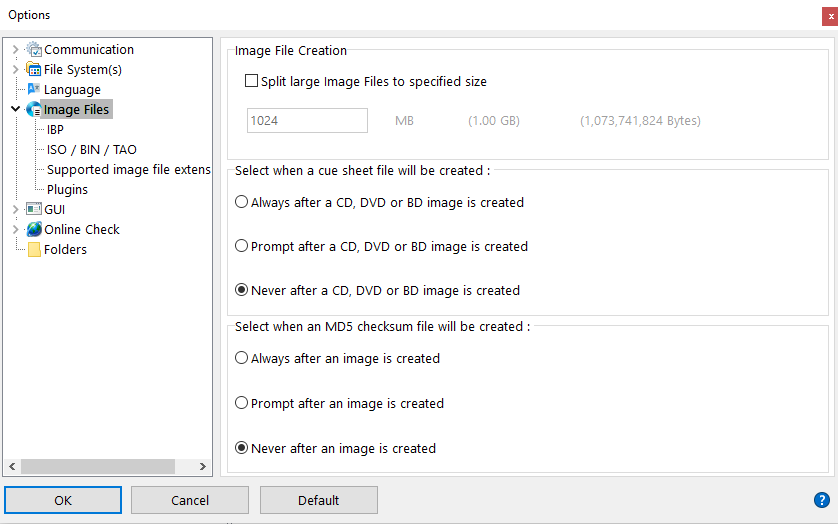 Options
x
Communication
File System(s)
Language
Image Files
IBP
ISO / BIN / TAO
Supported image file extens
Plugins
GUI
Online Check
Folders
Image File Creation
Split large Image Files to specified size
1024 MB (1.00 GB) (1,073,741,824 Bytes)
Select when a cue sheet file will be created :
Always after a CD, DVD or BD image is created
Prompt after a CD, DVD or BD image is created
Never after a CD, DVD or BD image is created
Select when an MD5 checksum file will be created :
Always after an image is created
Prompt after an image is created
Never after an image is created
OK Cancel Default ?